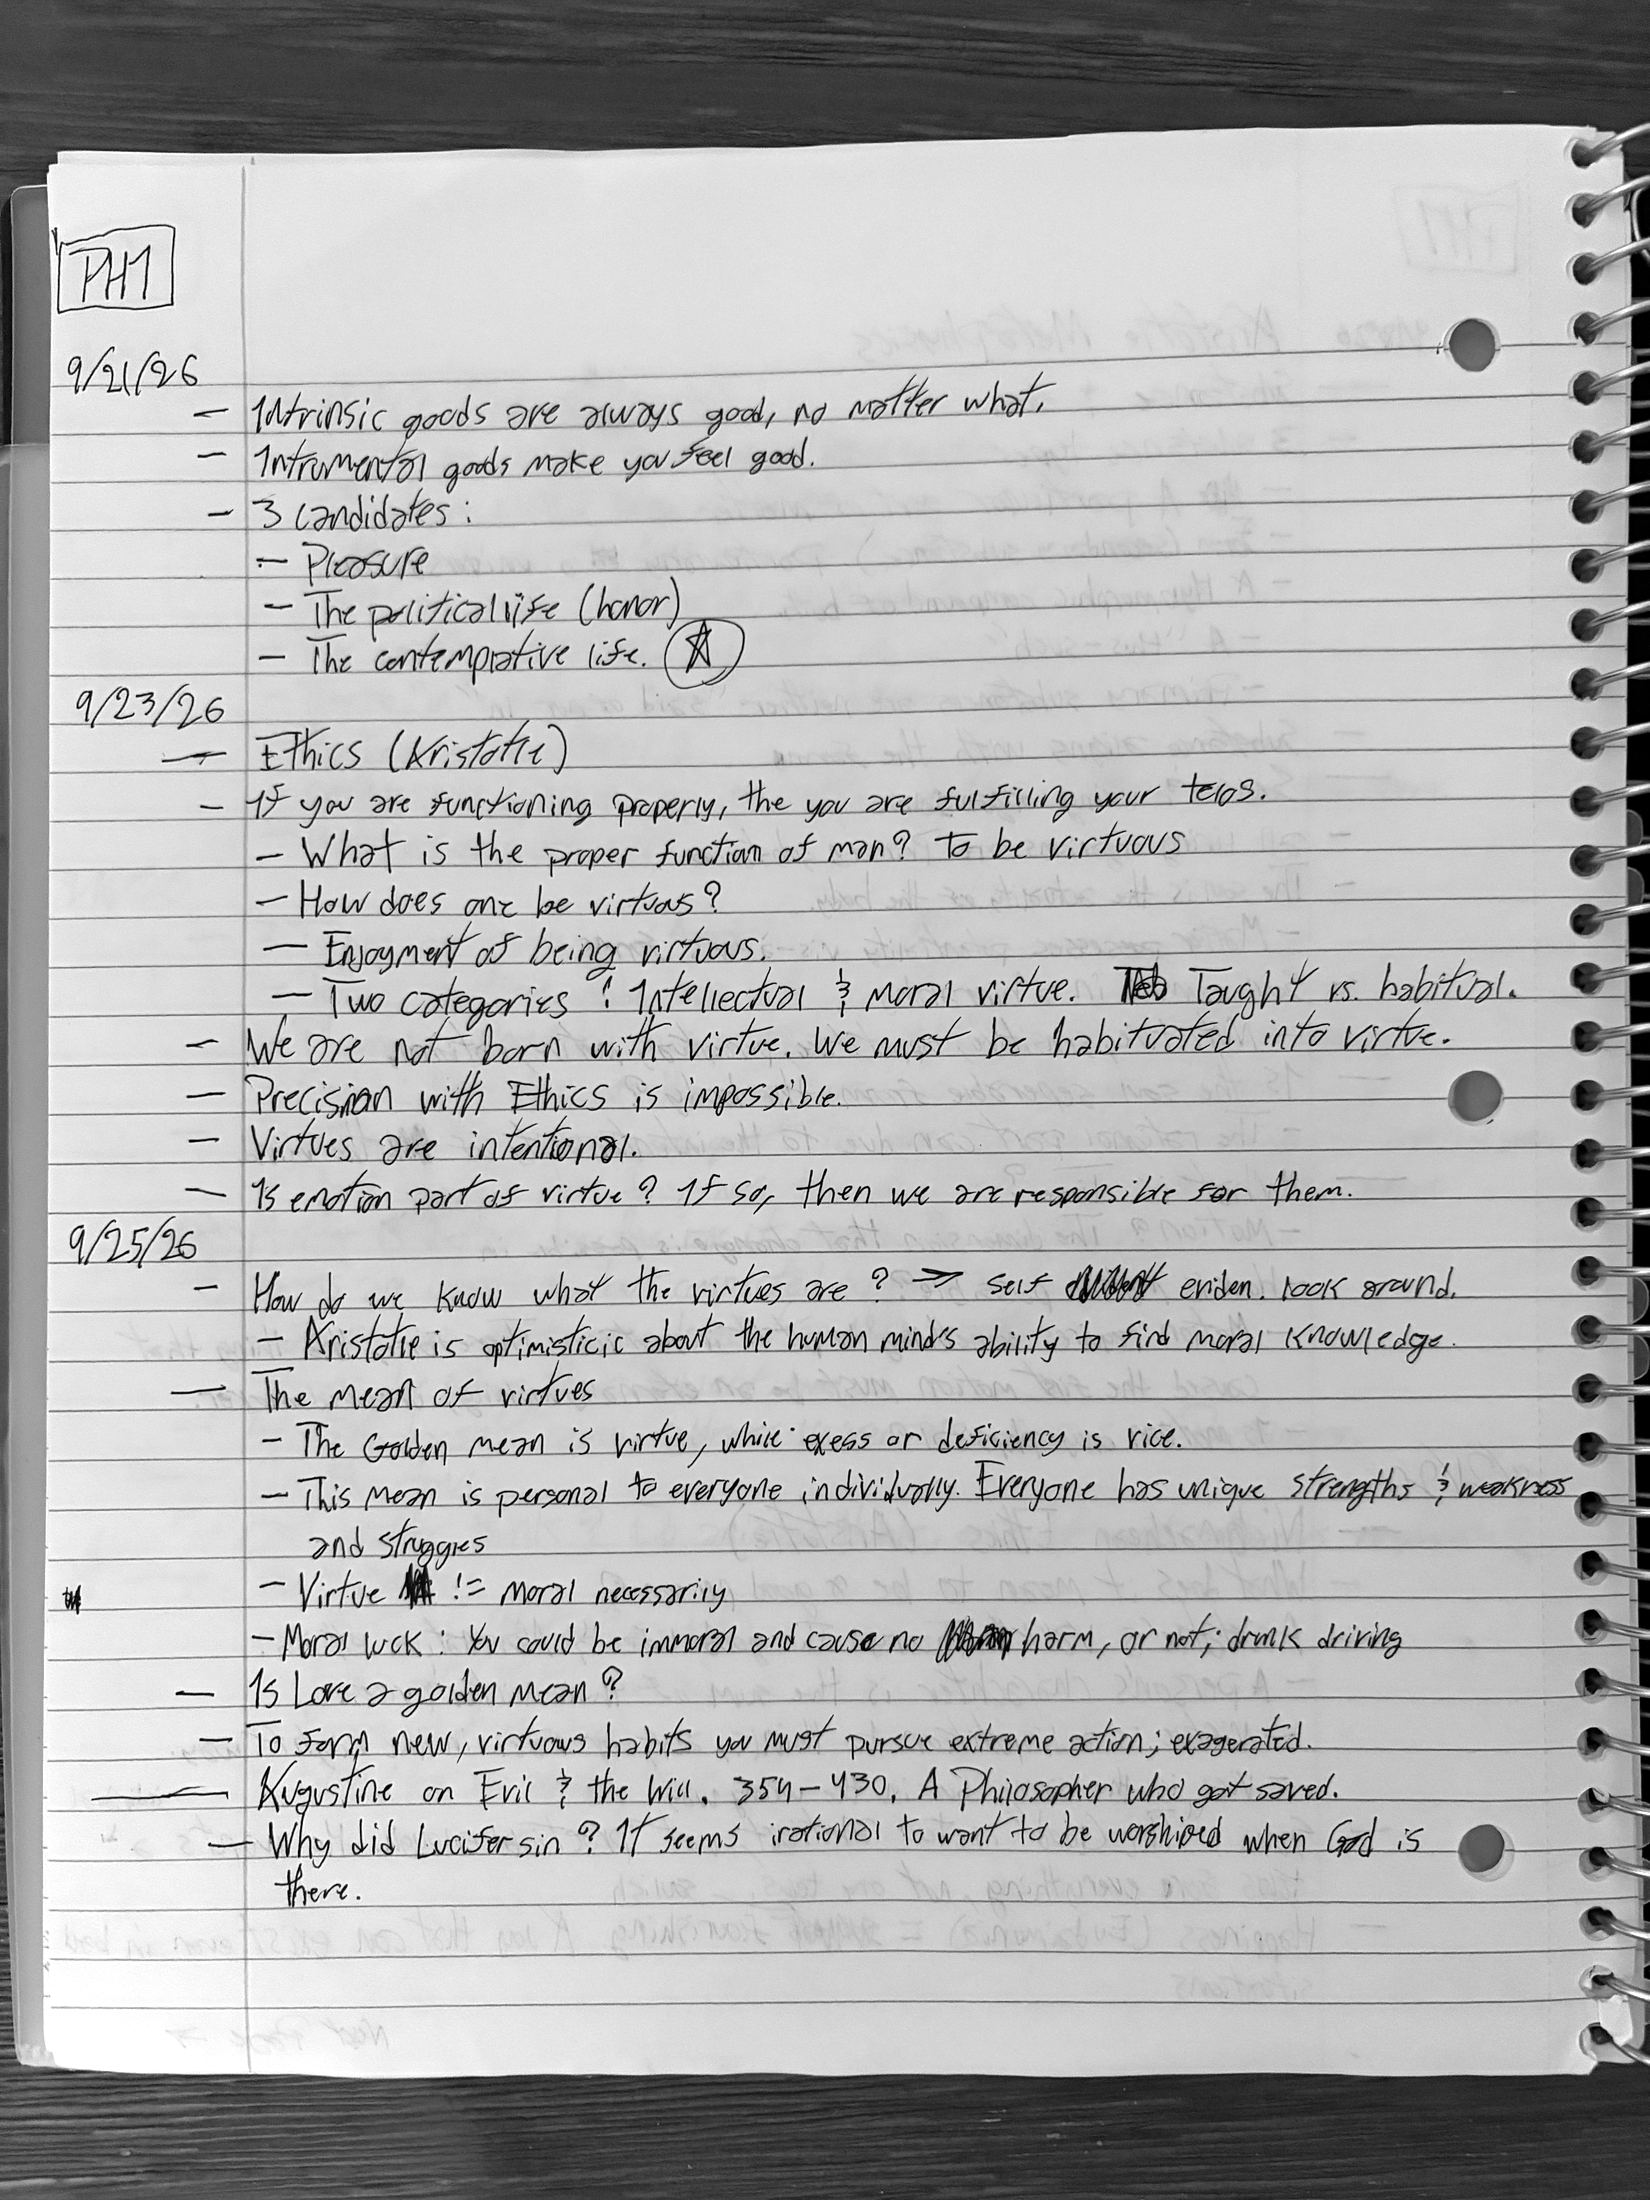 PH1
9/21/26
- Intrinsic goods are always good, no matter what.
- Intrumental goods make you feel good.
- 3 candidates:
- Pleasure
- The political life (honor)
- The contemplative life. ☆
9/23/26
— Ethics (Aristotle)
- If you are functioning properly, the you are fulfilling your telos.
- What is the proper function of man? To be virtuous
- How does one be virtuous?
- Enjoyment of being virtuous.
- Two categories: Intellectual & moral virtue. Taught vs. habitual.
- We are not born with virtue. We must be habituated into virtue.
- Precision with Ethics is impossible.
- Virtues are intentional.
- Is emotion part of virtue? If so, then we are responsible for them.
9/25/26
- How do we know what the virtues are? → self eviden. look around.
- Aristotle is optimisticic about the human minds ability to find moral knowledge.
— The mean of virtues
- The Golden mean is virtue, while exess or deficiency is vice.
- This mean is personal to everyone individually. Everyone has unique strengths & weakness
and struggles
- Virtue != moral necessarily
- Moral luck: You could be immoral and cause no harm, or not; drunk driving
- Is Love a golden mean?
- To form new, virtuous habits you must pursue extreme action; exagerated.
— Augustine on Evil & the Will. 354-430. A Philosopher who got saved.
- Why did Lucifer sin? It seems irational to want to be worshiped when God is
there.